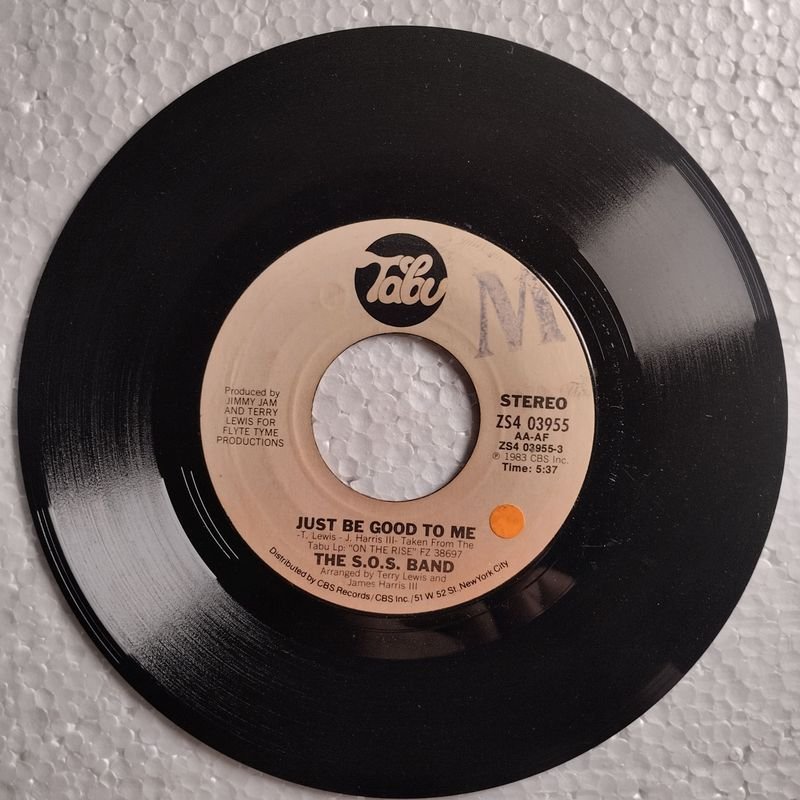 Tabu
M
Produced by
JIMMY JAM
AND TERRY
LEWIS FOR
FLYTE TYME
PRODUCTIONS
STEREO
ZS4 03955
AA-AF
ZS4 03955-3
℗ 1983 CBS Inc.
Time: 5:37
JUST BE GOOD TO ME
-T. Lewis - J. Harris III- Taken From The
Tabu Lp: "ON THE RISE" FZ 38697
THE S.O.S. BAND
Arranged by Terry Lewis and
James Harris III
Distributed by CBS Records/CBS Inc./51 W 52 St. New York City